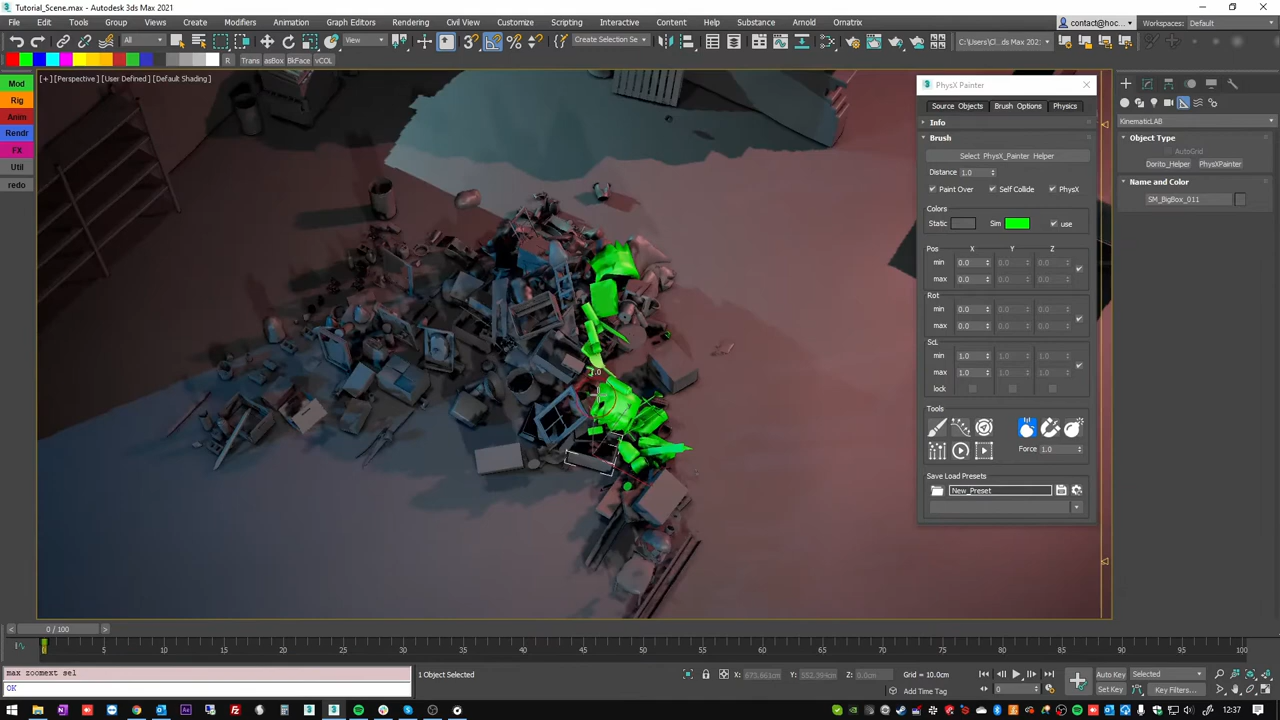 Tutorial_Scene.max - Autodesk 3ds Max 2021
File Edit Tools Group Views Create Modifiers Animation Graph Editors Rendering Civil View Customize Scripting Interactive Content Help Substance Arnold Ornatrix
contact@hoc... Workspaces: Default
All View Create Selection Se
R Trans asBox BkFace vCOL
[+] [Perspective] [User Defined] [Default Shading]
Mod
Rig
Anim
Rendr
FX
Util
redo
PhysX Painter
Source Objects Brush Options Physics
Info
Brush
Select PhysX_Painter Helper
Distance 1.0
Paint Over Self Collide PhysX
Colors
Static Sim use
Pos X Y Z
min 0.0 0.0 0.0
max 0.0 0.0 0.0
Rot
min 0.0 0.0 0.0
max 0.0 0.0 0.0
Scl
min 1.0 1.0 1.0
max 1.0 1.0 1.0
lock
Tools
Force 1.0
Save Load Presets
New_Preset
KinematicLAB
Object Type
AutoGrid
Dorito_Helper PhysXPainter
Name and Color
SM_BigBox_011
0 / 100
0 5 10 15 20 25 30 35 40 45 50 55 60 65 70 75 80 85 90 95 100
max zoomext sel
OK
1 Object Selected
X: 673.661cm Y: 552.394cm Z: 0.0cm Grid = 10.0cm
Add Time Tag
0
Auto Key Selected
Set Key Key Filters...
12:37